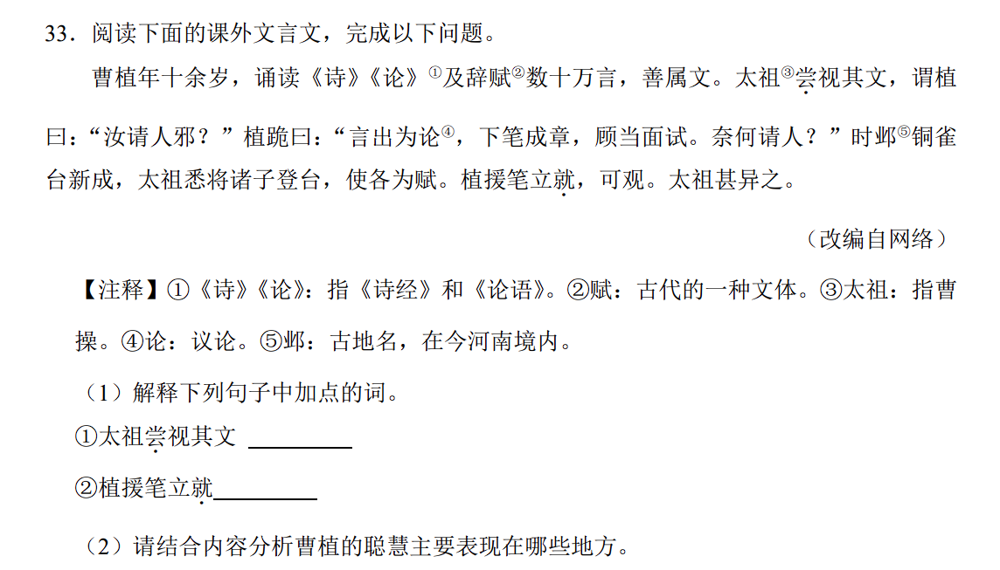 33．阅读下面的课外文言文，完成以下问题。
曹植年十余岁，诵读《诗》《论》①及辞赋②数十万言，善属文。太祖③尝视其文，谓植
曰：“汝请人邪？”植跪曰：“言出为论④，下笔成章，顾当面试。奈何请人？”时邺⑤铜雀
台新成，太祖悉将诸子登台，使各为赋。植援笔立就，可观。太祖甚异之。
（改编自网络）
【注释】①《诗》《论》：指《诗经》和《论语》。②赋：古代的一种文体。③太祖：指曹
操。④论：议论。⑤邺：古地名，在今河南境内。
（1）解释下列句子中加点的词。
①太祖尝视其文
②植援笔立就
（2）请结合内容分析曹植的聪慧主要表现在哪些地方。